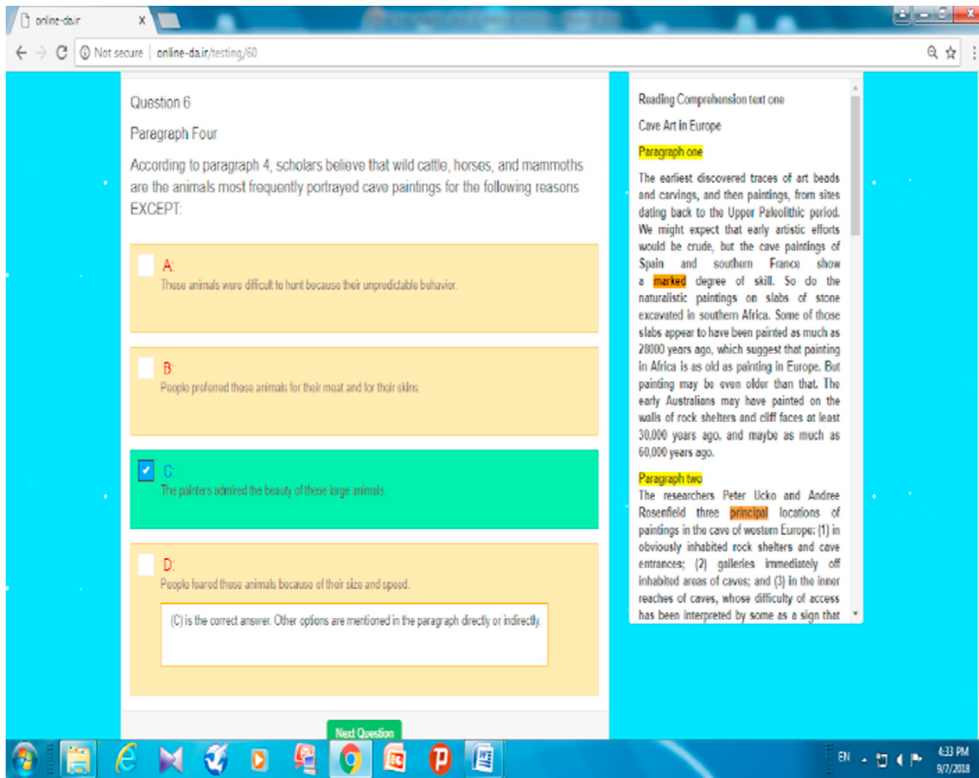 online-da.ir
Not secure | online-da.ir/testing/60
Question 6
Paragraph Four
According to paragraph 4, scholars believe that wild cattle, horses, and mammoths
are the animals most frequently portrayed cave paintings for the following reasons
EXCEPT:
A:
These animals were difficult to hunt because their unpredictable behavior.
B:
People preferred these animals for their meat and for their skins.
C:
The painters admired the beauty of these large animals.
D:
People feared these animals because of their size and speed.
(C) is the correct answer. Other options are mentioned in the paragraph directly or indirectly.
Next Question
Reading Comprehension text one
Cave Art in Europe
Paragraph one
The earliest discovered traces of art beads
and carvings, and then paintings, from sites
dating back to the Upper Paleolithic period.
We might expect that early artistic efforts
would be crude, but the cave paintings of
Spain and southern France show
a marked degree of skill. So do the
naturalistic paintings on slabs of stone
excavated in southern Africa. Some of those
slabs appear to have been painted as much as
28000 years ago, which suggest that painting
in Africa is as old as painting in Europe. But
painting may be even older than that. The
early Australians may have painted on the
walls of rock shelters and cliff faces at least
30,000 years ago, and maybe as much as
60,000 years ago.
Paragraph two
The researchers Peter Ucko and Andree
Rosenfield three principal locations of
paintings in the cave of western Europe: (1) in
obviously inhabited rock shelters and cave
entrances; (2) galleries immediately off
inhabited areas of caves; and (3) in the inner
reaches of caves, whose difficulty of access
has been interpreted by some as a sign that
EN
4:33 PM
9/7/2018